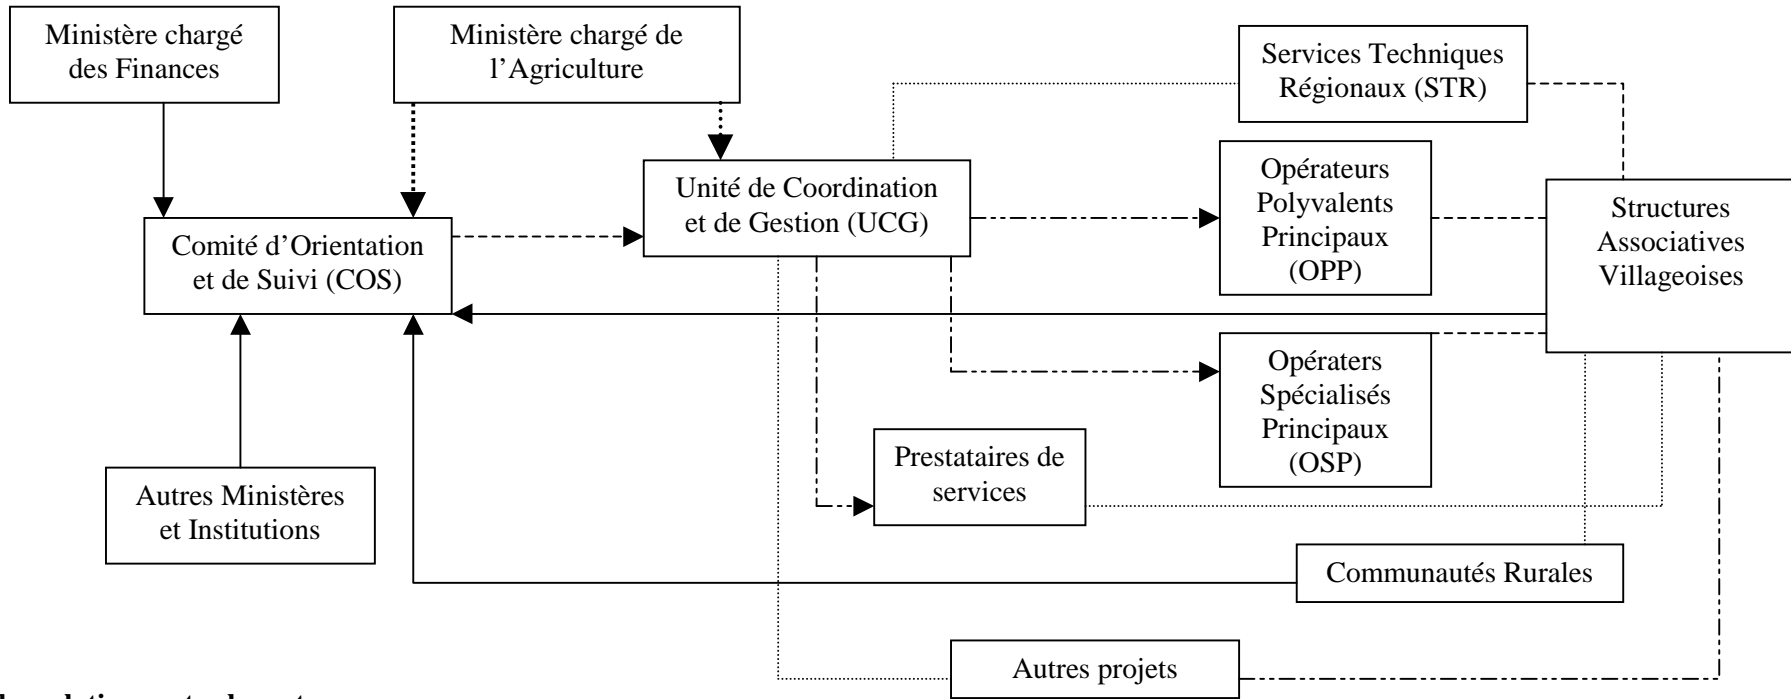 Ministère chargé
des Finances
Ministère chargé de
l’Agriculture
Services Techniques
Régionaux (STR)
Unité de Coordination
et de Gestion (UCG)
Opérateurs
Polyvalents
Principaux
(OPP)
Structures
Associatives
Villageoises
Comité d’Orientation
et de Suivi (COS)
Opératers
Spécialisés
Principaux
(OSP)
Prestataires de
services
Autres Ministères
et Institutions
Communautés Rurales
Autres projets